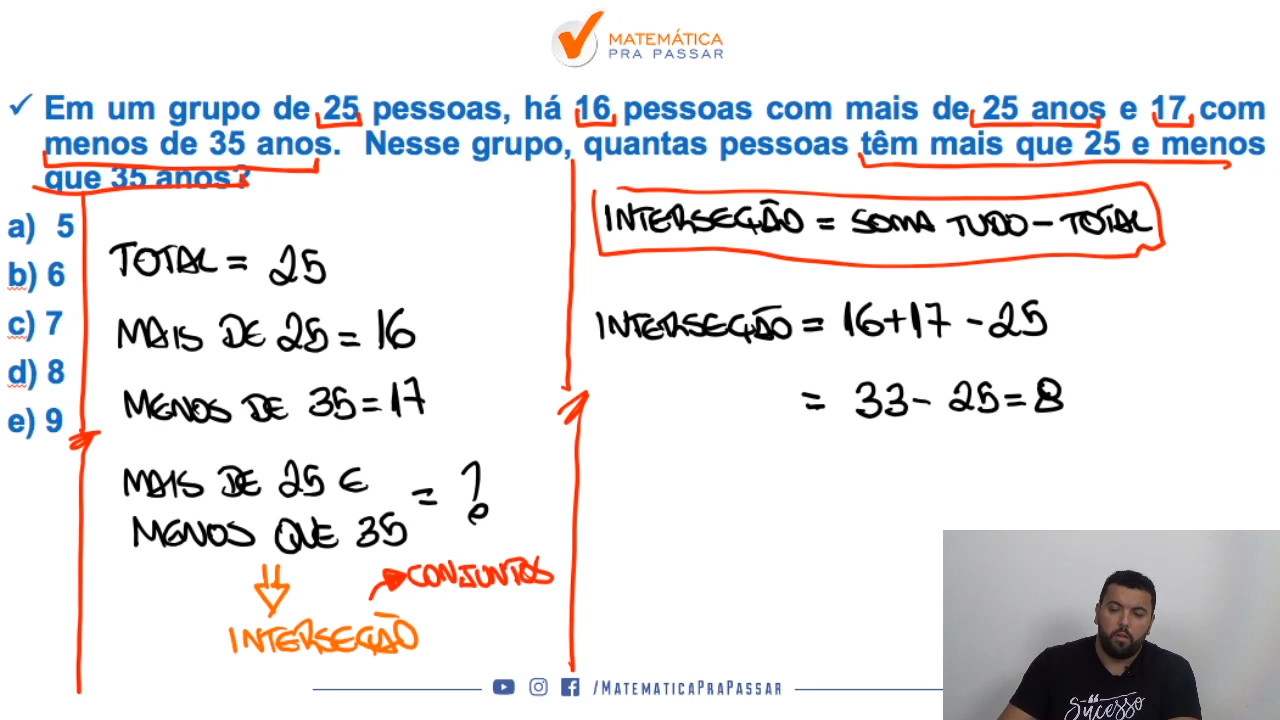 MATEMÁTICA
PRA PASSAR
✓ Em um grupo de 25 pessoas, há 16 pessoas com mais de 25 anos e 17 com
menos de 35 anos. Nesse grupo, quantas pessoas têm mais que 25 e menos
que 35 anos?
a) 5
b) 6
c) 7
d) 8
e) 9
TOTAL = 25
MAIS DE 25 = 16
MENOS DE 35 = 17
MAIS DE 25 E
MENOS QUE 35 = ?
CONJUNTOS
INTERSEÇÃO
INTERSEÇÃO = SOMA TUDO - TOTAL
INTERSEÇÃO = 16+17 - 25
= 33 - 25 = 8
/MATEMATICAPRAPASSAR
Sucesso